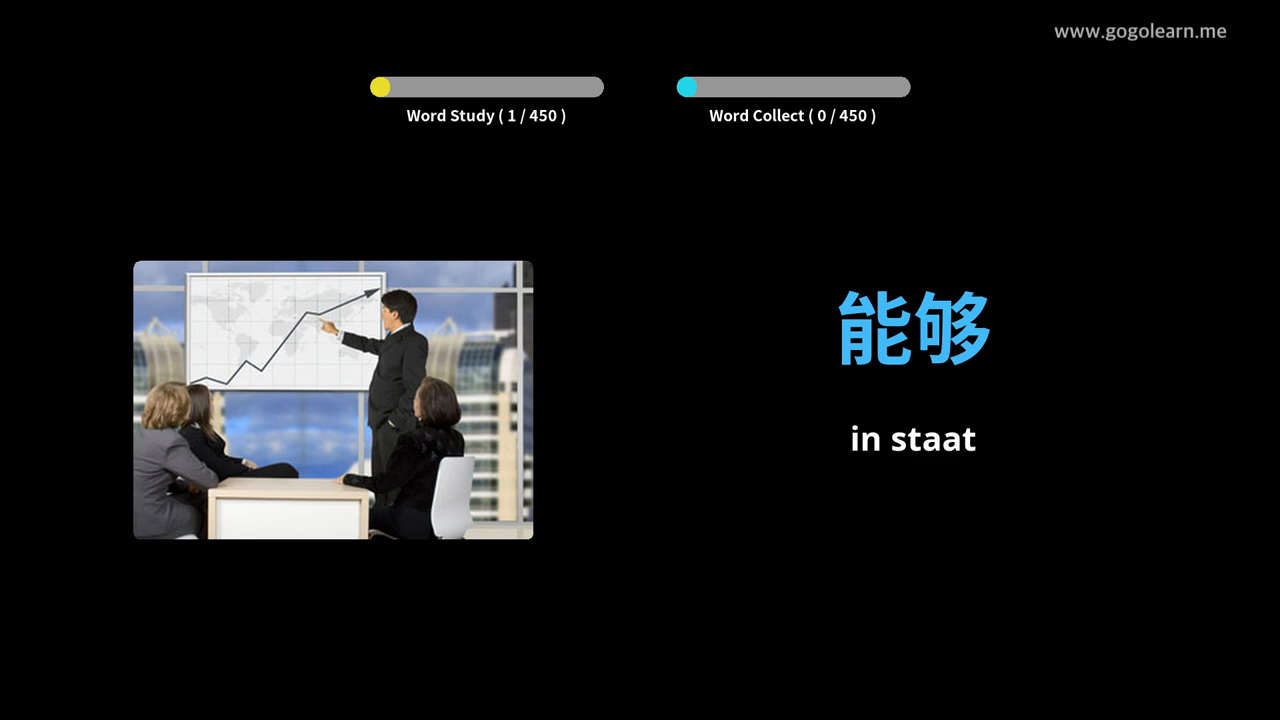 www.gogolearn.me
Word Study ( 1 / 450 )
Word Collect ( 0 / 450 )
能够
in staat